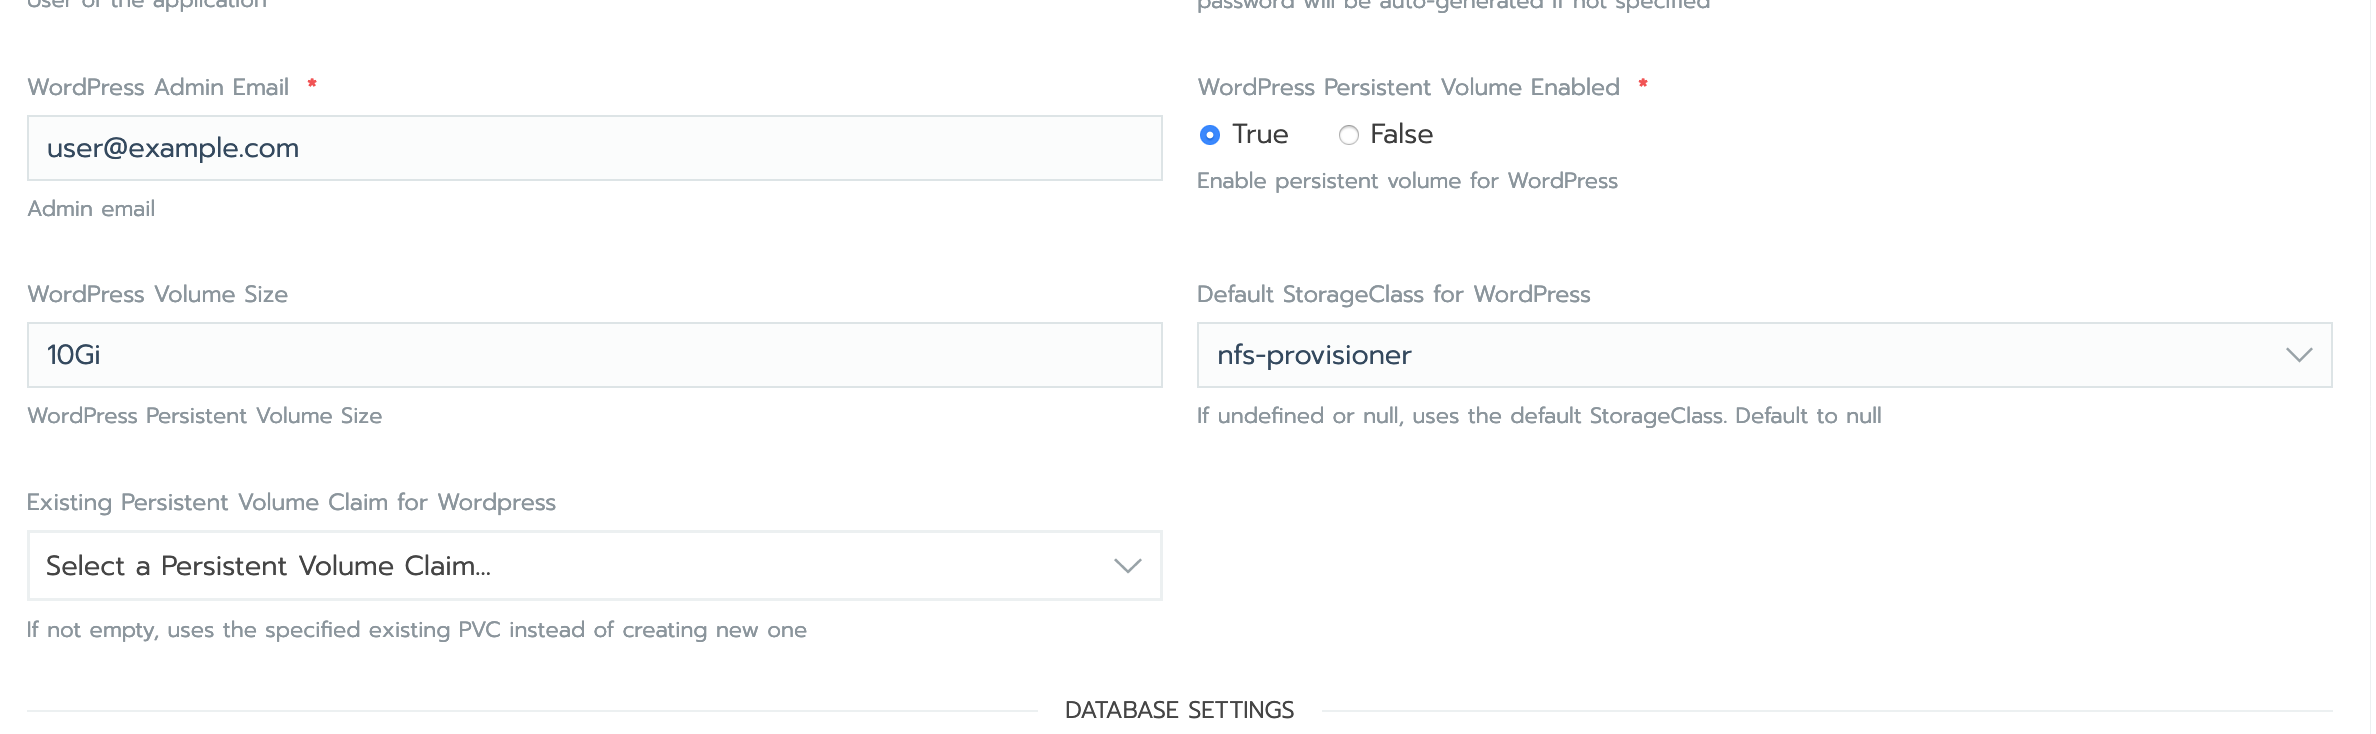 User of the application
password will be auto-generated if not specified
WordPress Admin Email *
WordPress Persistent Volume Enabled *
user@example.com
True False
Admin email
Enable persistent volume for WordPress
WordPress Volume Size
Default StorageClass for WordPress
10Gi
nfs-provisioner
WordPress Persistent Volume Size
If undefined or null, uses the default StorageClass. Default to null
Existing Persistent Volume Claim for Wordpress
Select a Persistent Volume Claim...
If not empty, uses the specified existing PVC instead of creating new one
DATABASE SETTINGS